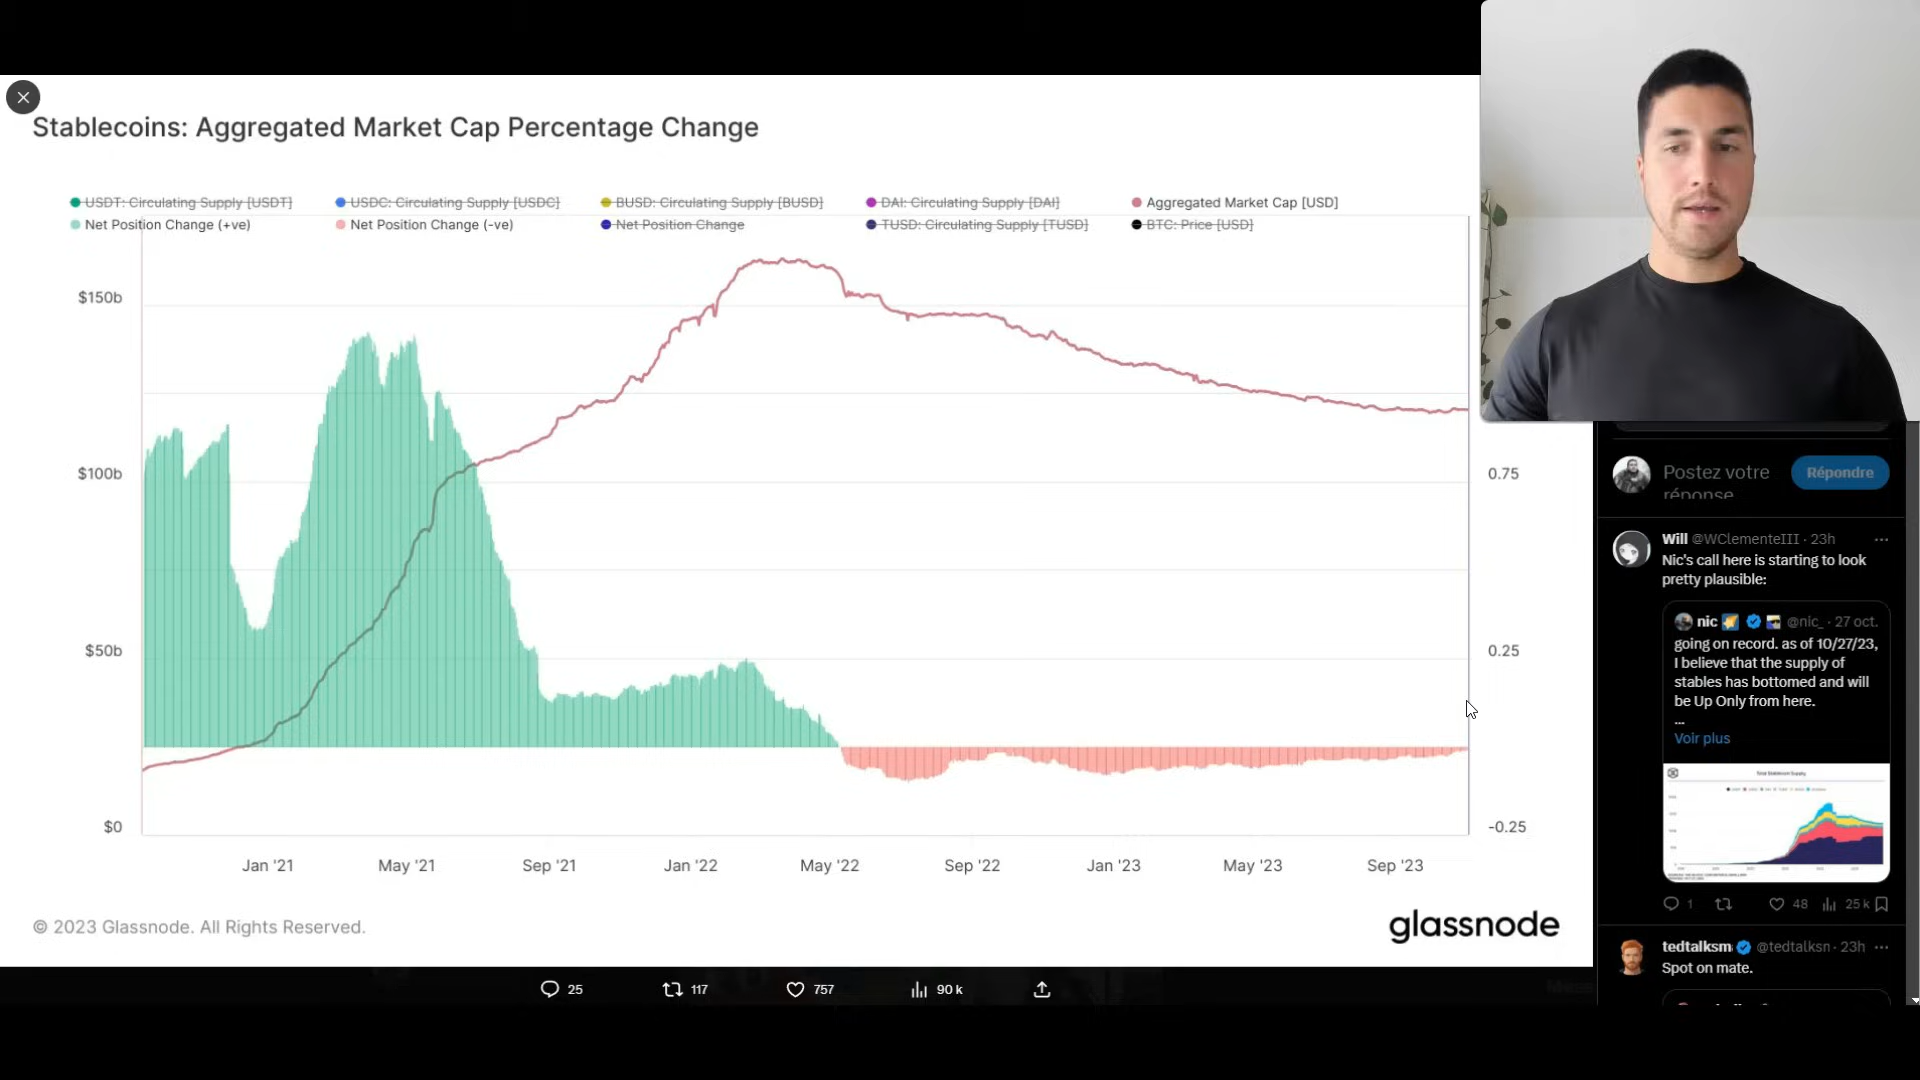 Stablecoins: Aggregated Market Cap Percentage Change
USDT: Circulating Supply [USDT]
USDC: Circulating Supply [USDC]
BUSD: Circulating Supply [BUSD]
DAI: Circulating Supply [DAI]
Aggregated Market Cap [USD]
Net Position Change (+ve)
Net Position Change (-ve)
Net Position Change
TUSD: Circulating Supply [TUSD]
BTC: Price [USD]
$150b
$100b
$50b
$0
0.75
0.25
-0.25
Jan '21
May '21
Sep '21
Jan '22
May '22
Sep '22
Jan '23
May '23
Sep '23
© 2023 Glassnode. All Rights Reserved.
glassnode
25
117
757
90 k
Postez votre
réponse
Répondre
Will @WClementeIII · 23h
Nic's call here is starting to look
pretty plausible:
nic @nic_ · 27 oct.
going on record. as of 10/27/23,
I believe that the supply of
stables has bottomed and will
be Up Only from here.
...
Voir plus
Total Stablecoin Supply
1
48
25 k
tedtalksm @tedtalksm · 23h
Spot on mate.